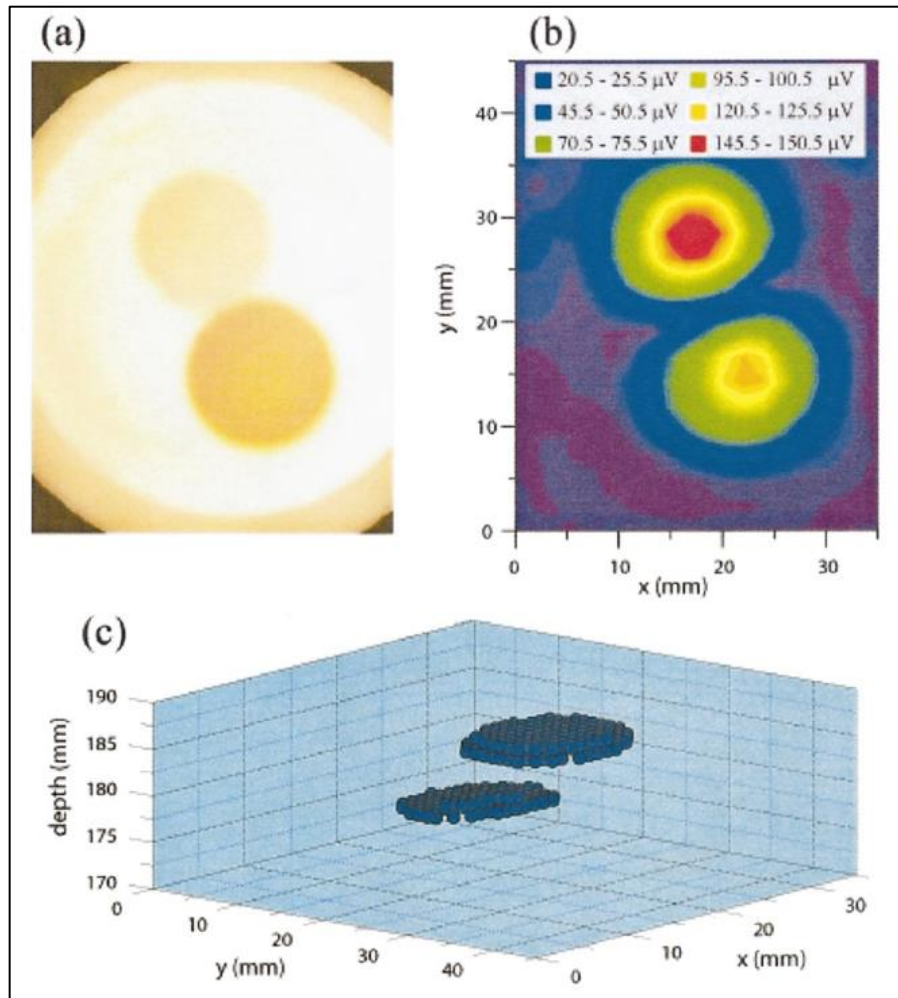 (a)
(b)
20.5 - 25.5 µV 95.5 - 100.5 µV
45.5 - 50.5 µV 120.5 - 125.5 µV
70.5 - 75.5 µV 145.5 - 150.5 µV
40
30
20
10
0
y (mm)
0 10 20 30
x (mm)
(c)
190
185
180
175
170
depth (mm)
0
10
20
30
40
y (mm)
0
10
20
30
x (mm)